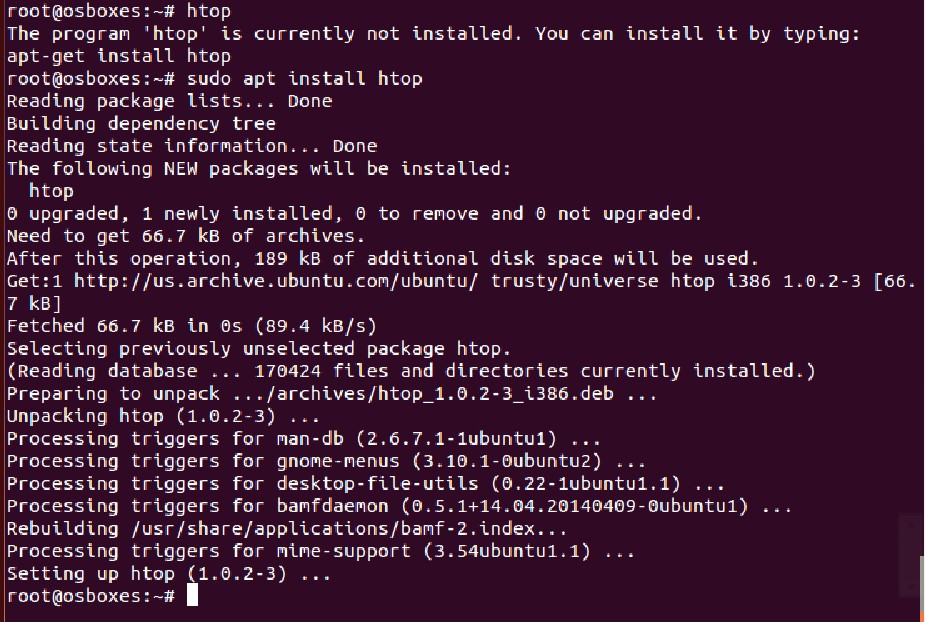 root@osboxes:~# htop
The program 'htop' is currently not installed. You can install it by typing:
apt-get install htop
root@osboxes:~# sudo apt install htop
Reading package lists... Done
Building dependency tree
Reading state information... Done
The following NEW packages will be installed:
  htop
0 upgraded, 1 newly installed, 0 to remove and 0 not upgraded.
Need to get 66.7 kB of archives.
After this operation, 189 kB of additional disk space will be used.
Get:1 http://us.archive.ubuntu.com/ubuntu/ trusty/universe htop i386 1.0.2-3 [66.
7 kB]
Fetched 66.7 kB in 0s (89.4 kB/s)
Selecting previously unselected package htop.
(Reading database ... 170424 files and directories currently installed.)
Preparing to unpack .../archives/htop_1.0.2-3_i386.deb ...
Unpacking htop (1.0.2-3) ...
Processing triggers for man-db (2.6.7.1-1ubuntu1) ...
Processing triggers for gnome-menus (3.10.1-0ubuntu2) ...
Processing triggers for desktop-file-utils (0.22-1ubuntu1.1) ...
Processing triggers for bamfdaemon (0.5.1+14.04.20140409-0ubuntu1) ...
Rebuilding /usr/share/applications/bamf-2.index...
Processing triggers for mime-support (3.54ubuntu1.1) ...
Setting up htop (1.0.2-3) ...
root@osboxes:~#